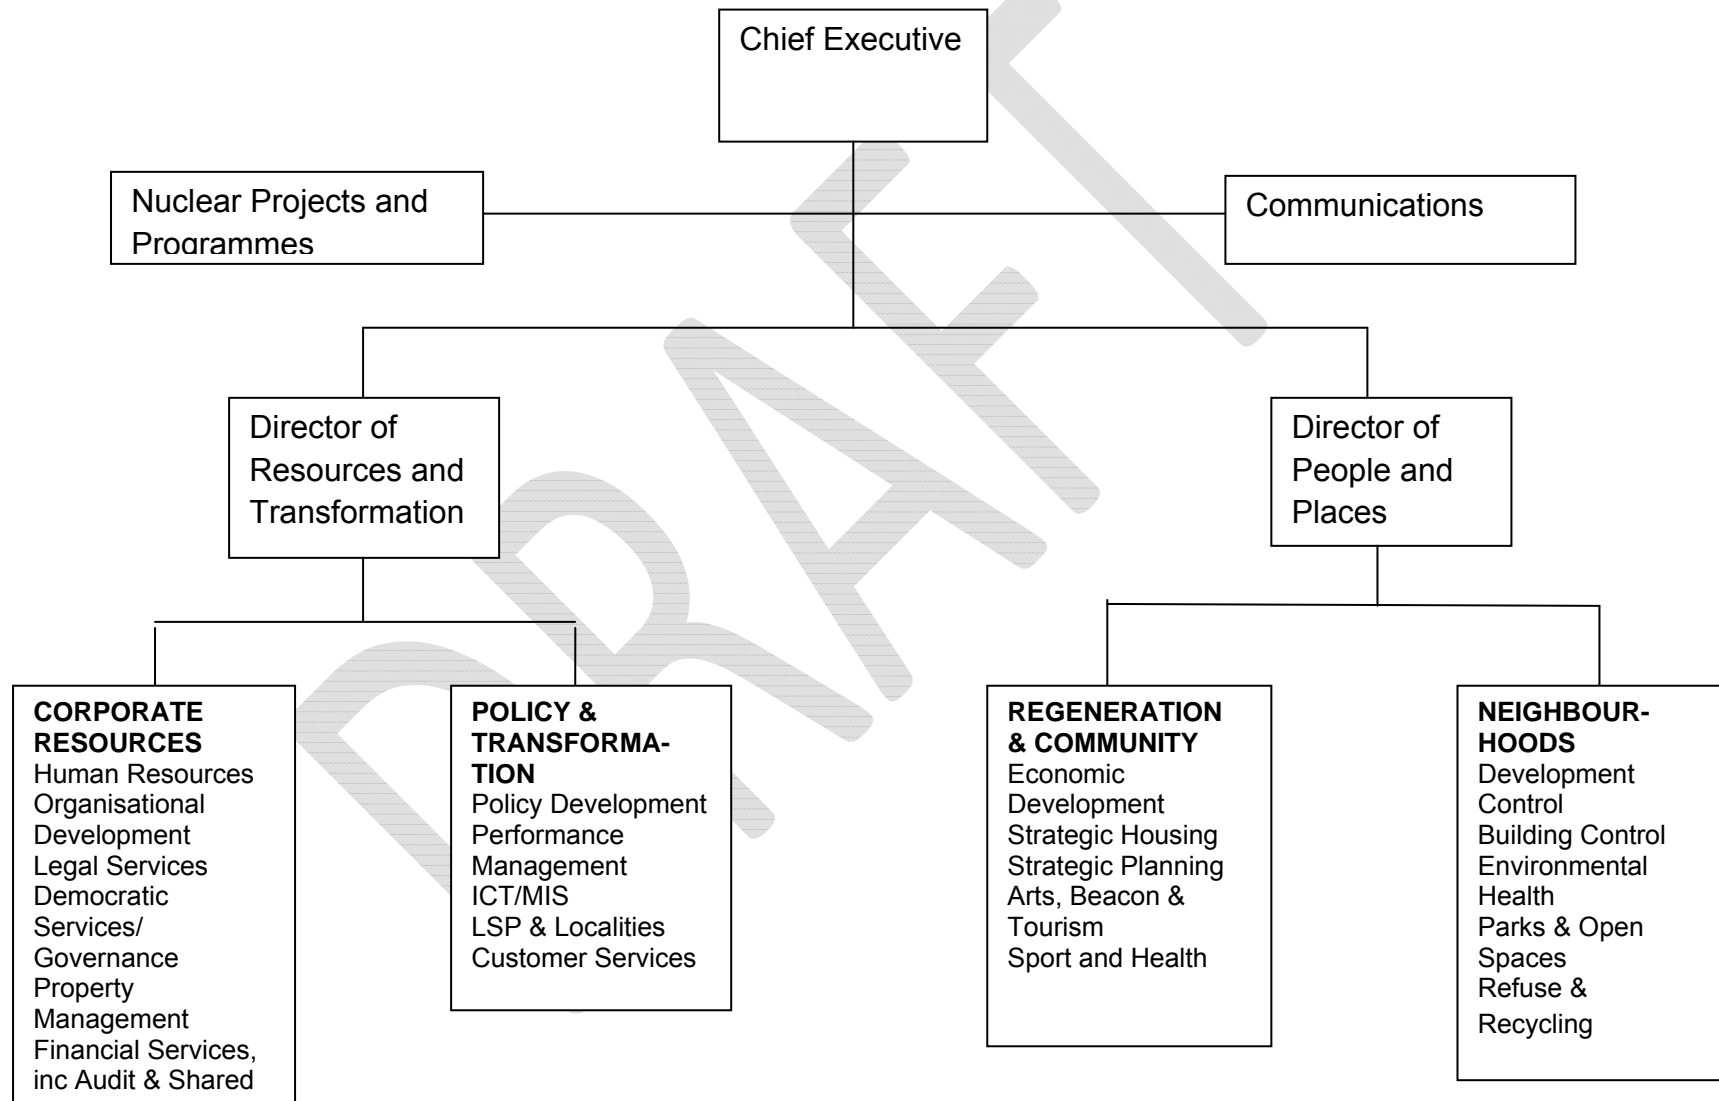 Chief Executive
Nuclear Projects and
Programmes
Communications
Director of
Resources and
Transformation
Director of
People and
Places
CORPORATE
RESOURCES
Human Resources
Organisational
Development
Legal Services
Democratic
Services/
Governance
Property
Management
Financial Services,
inc Audit & Shared
POLICY &
TRANSFORMA-
TION
Policy Development
Performance
Management
ICT/MIS
LSP & Localities
Customer Services
REGENERATION
& COMMUNITY
Economic
Development
Strategic Housing
Strategic Planning
Arts, Beacon &
Tourism
Sport and Health
NEIGHBOUR-
HOODS
Development
Control
Building Control
Environmental
Health
Parks & Open
Spaces
Refuse &
Recycling
DRAFT